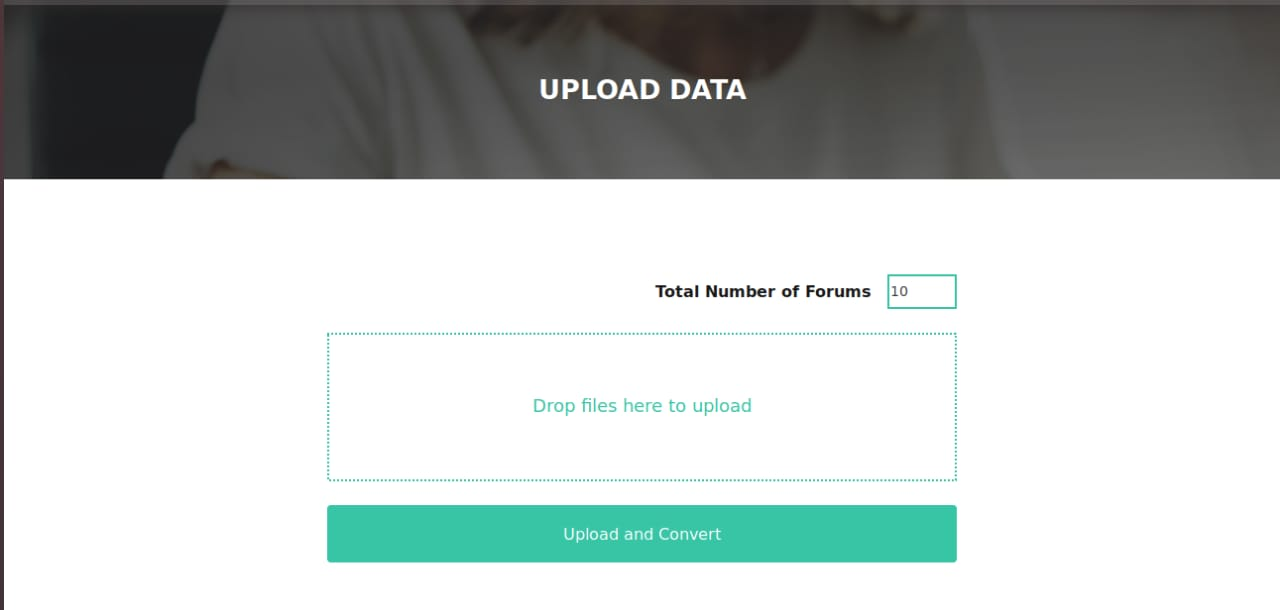 UPLOAD DATA
Total Number of Forums 10
Drop files here to upload
Upload and Convert